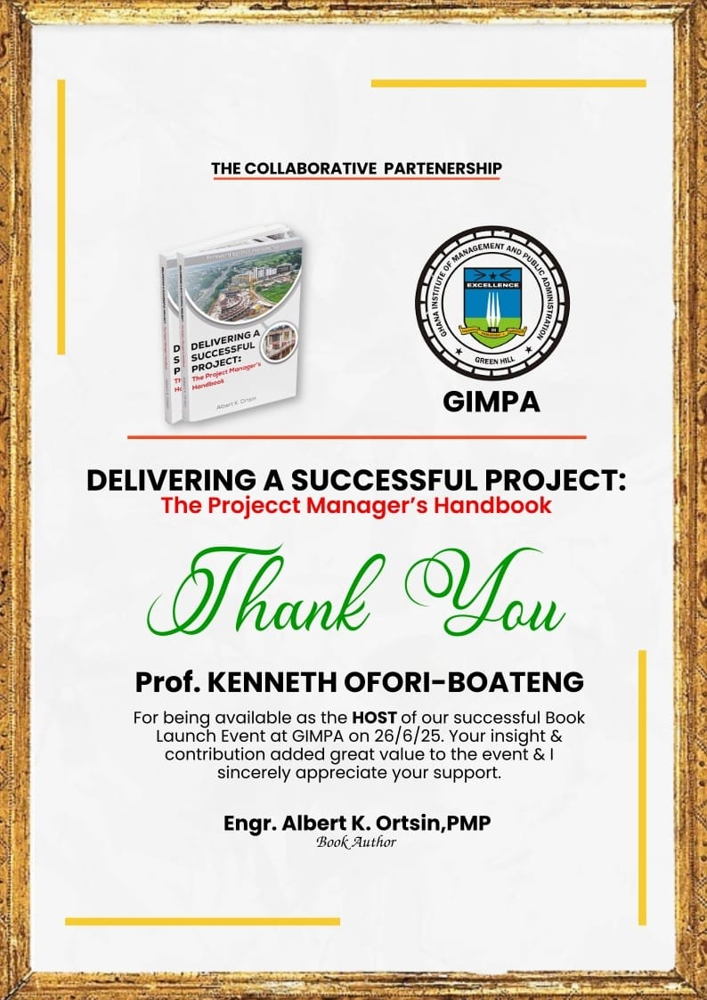 THE COLLABORATIVE PARTENERSHIP
DELIVERING A
SUCCESSFUL
PROJECT:
The Project Manager's
Handbook
Albert K. Ortsin
GHANA INSTITUTE OF MANAGEMENT AND PUBLIC ADMINISTRATION
EXCELLENCE
IN
GREEN HILL
GIMPA
DELIVERING A SUCCESSFUL PROJECT:
The Projecct Manager's Handbook
Thank You
Prof. KENNETH OFORI-BOATENG
For being available as the HOST of our successful Book
Launch Event at GIMPA on 26/6/25. Your insight &
contribution added great value to the event & I
sincerely appreciate your support.
Engr. Albert K. Ortsin,PMP
Book Author